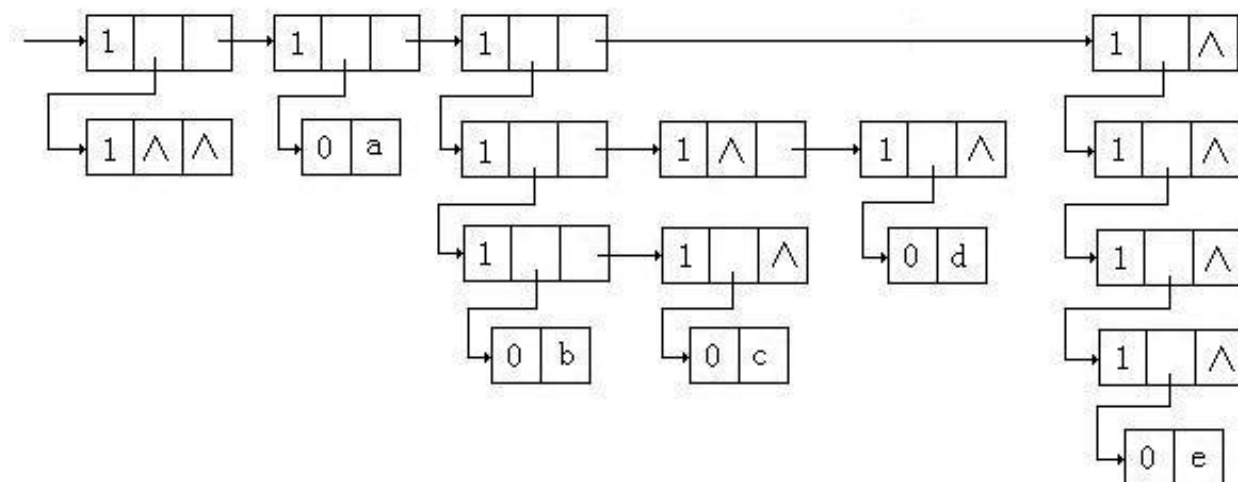 1 1 1 1 ∧
1 ∧ ∧ 0 a 1 1 ∧ 1 ∧ 1 ∧
1 1 ∧ 0 d 1 ∧
0 b 0 c 1 ∧
0 e